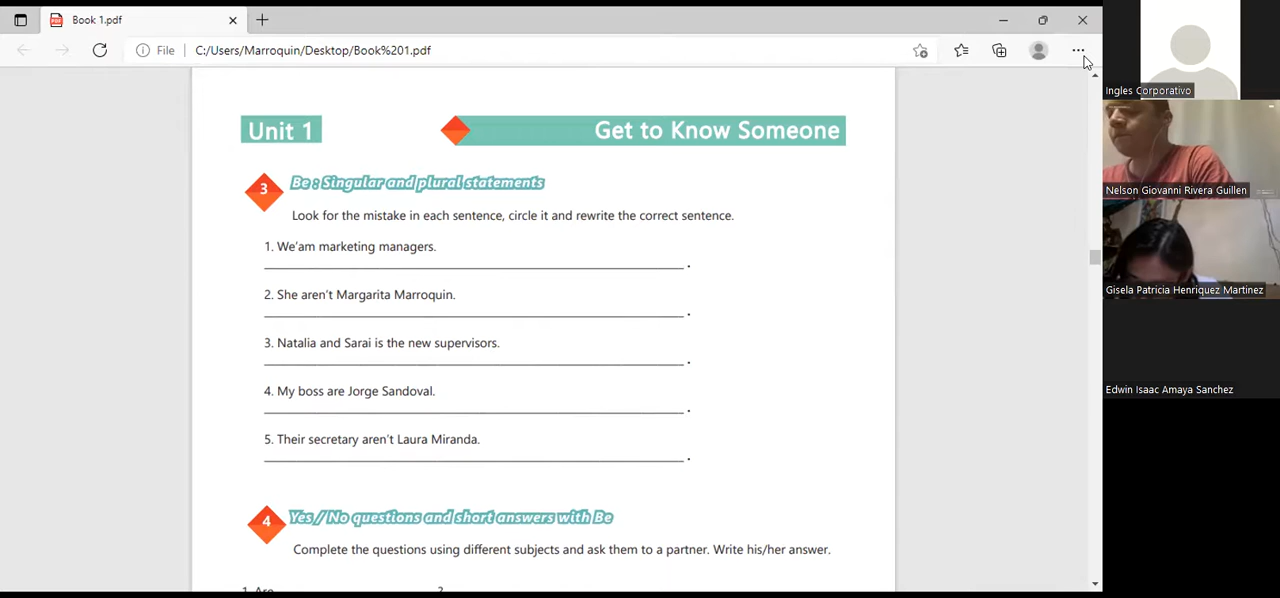 Book 1.pdf
File
C:/Users/Marroquin/Desktop/Book%201.pdf
Unit 1
Get to Know Someone
3
Be : Singular and plural statements
Look for the mistake in each sentence, circle it and rewrite the correct sentence.
1. We'am marketing managers.
.
2. She aren't Margarita Marroquin.
.
3. Natalia and Sarai is the new supervisors.
.
4. My boss are Jorge Sandoval.
.
5. Their secretary aren't Laura Miranda.
.
4
Yes / No questions and short answers with Be
Complete the questions using different subjects and ask them to a partner. Write his/her answer.
1. Are ?
Ingles Corporativo
Nelson Giovanni Rivera Guillen
Gisela Patricia Henriquez Martinez
Edwin Isaac Amaya Sanchez